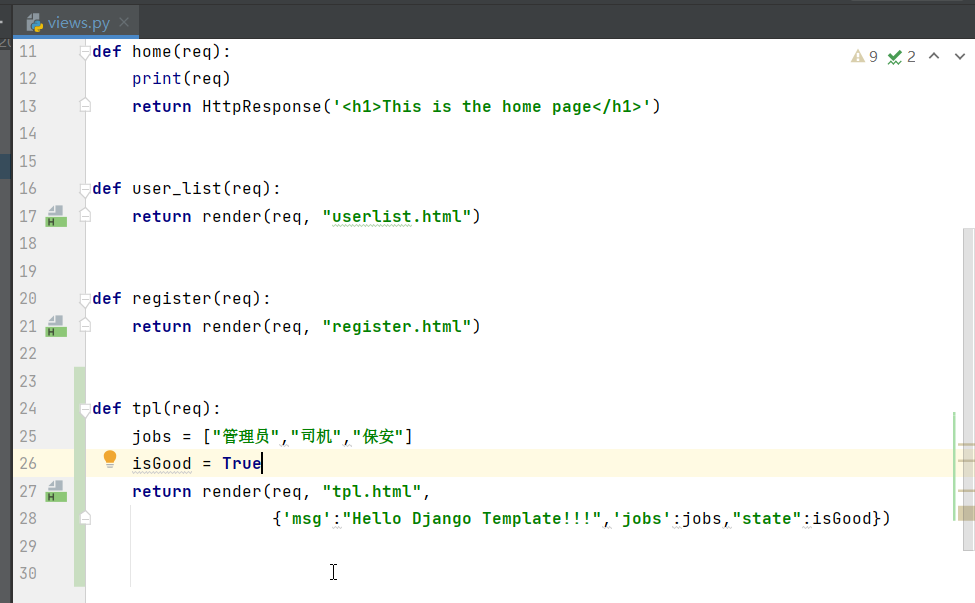 views.py
9 2
11 def home(req):
12     print(req)
13     return HttpResponse('<h1>This is the home page</h1>')
14
15
16 def user_list(req):
17     return render(req, "userlist.html")
18
19
20 def register(req):
21     return render(req, "register.html")
22
23
24 def tpl(req):
25     jobs = ["管理员","司机","保安"]
26     isGood = True
27     return render(req, "tpl.html",
28                   {'msg':"Hello Django Template!!!",'jobs':jobs,"state":isGood})
29
30